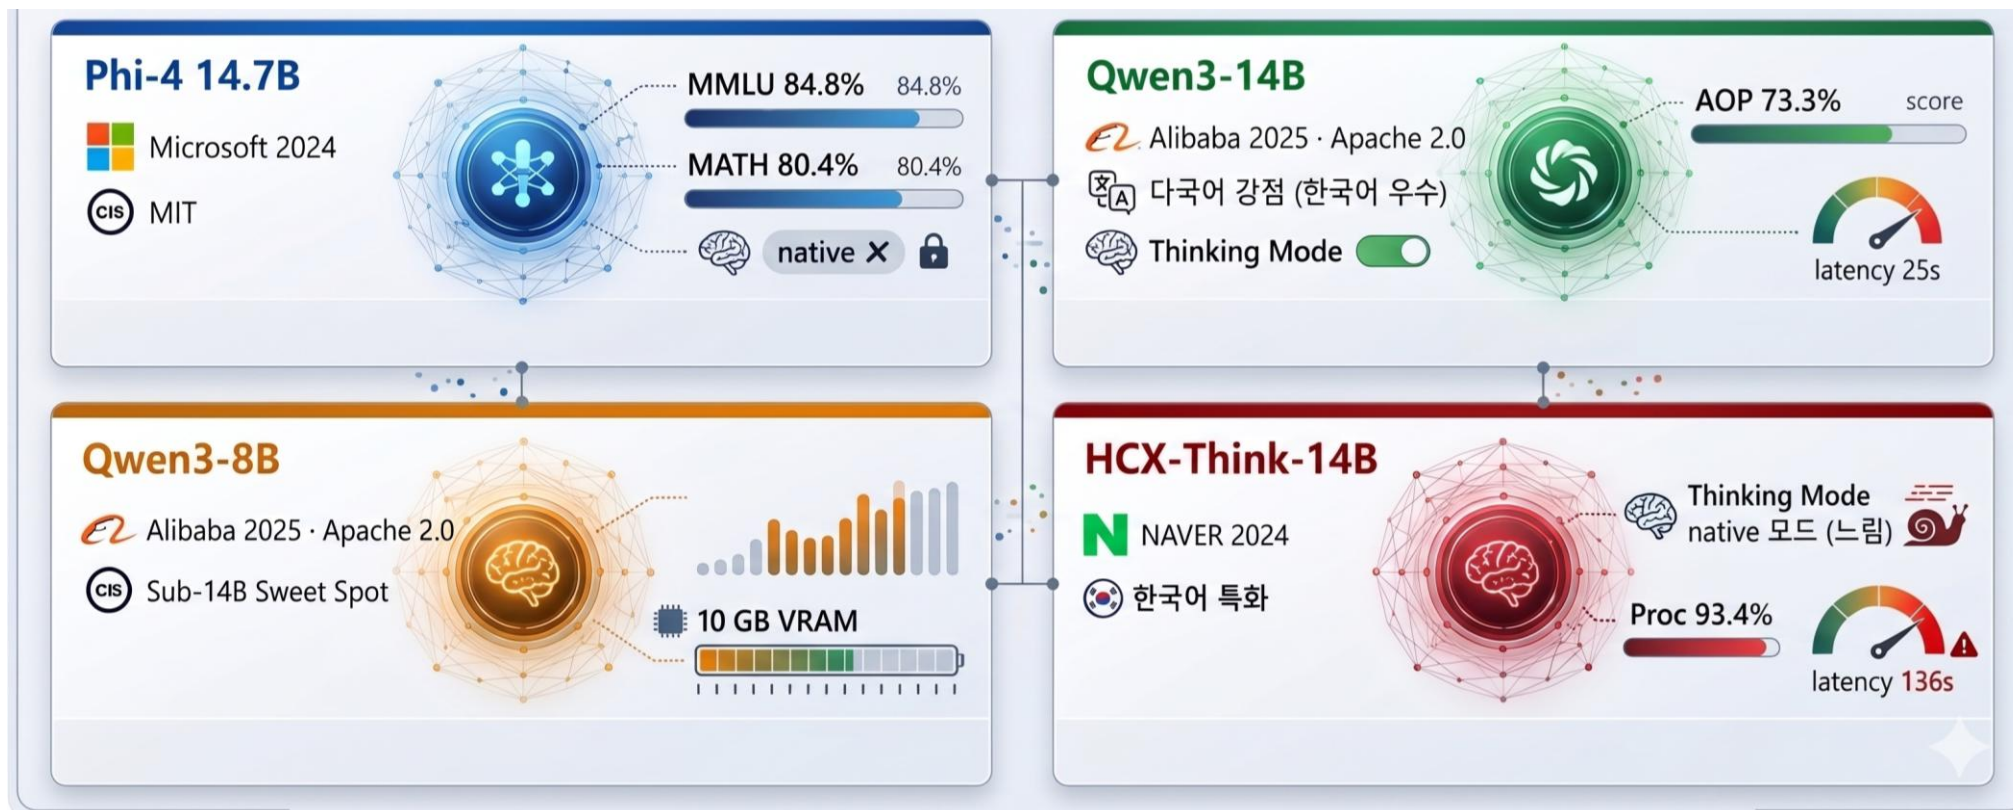 Phi-4 14.7B
Microsoft 2024
CIS MIT
MMLU 84.8% 84.8%
MATH 80.4% 80.4%
native X
Qwen3-14B
Alibaba 2025 · Apache 2.0
文A 다국어 강점 (한국어 우수)
Thinking Mode
AOP 73.3% score
latency 25s
Qwen3-8B
Alibaba 2025 · Apache 2.0
CIS Sub-14B Sweet Spot
10 GB VRAM
HCX-Think-14B
N NAVER 2024
한국어 특화
Thinking Mode
native 모드 (느림)
Proc 93.4%
latency 136s